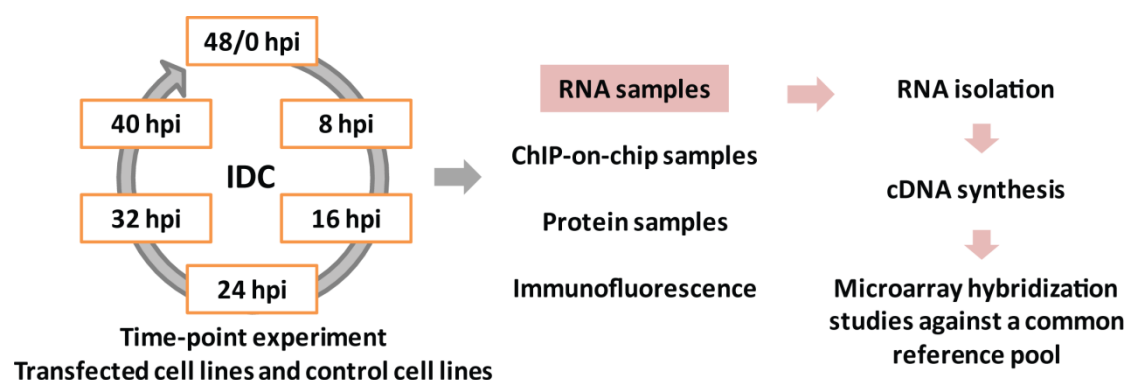 48/0 hpi
40 hpi
8 hpi
IDC
32 hpi
16 hpi
24 hpi
Time-point experiment
Transfected cell lines and control cell lines
RNA samples
ChIP-on-chip samples
Protein samples
Immunofluorescence
RNA isolation
cDNA synthesis
Microarray hybridization
studies against a common
reference pool